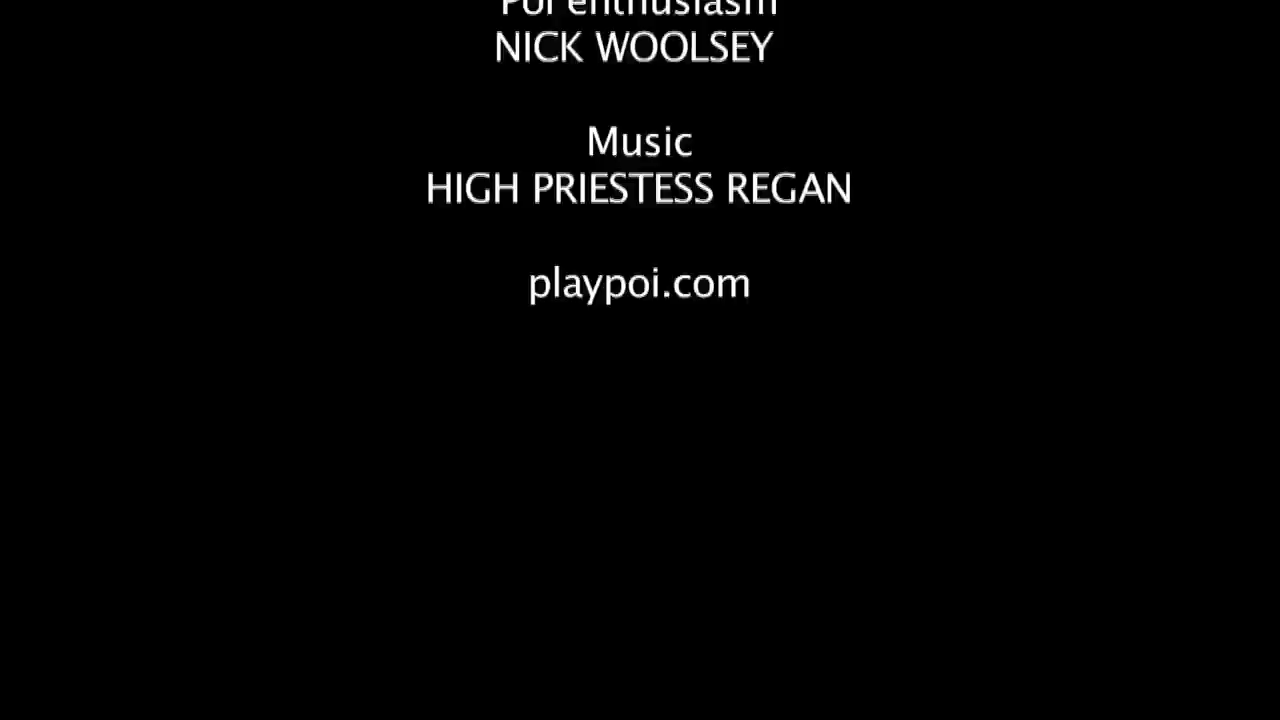 Poi enthusiasm
NICK WOOLSEY
Music
HIGH PRIESTESS REGAN
playpoi.com